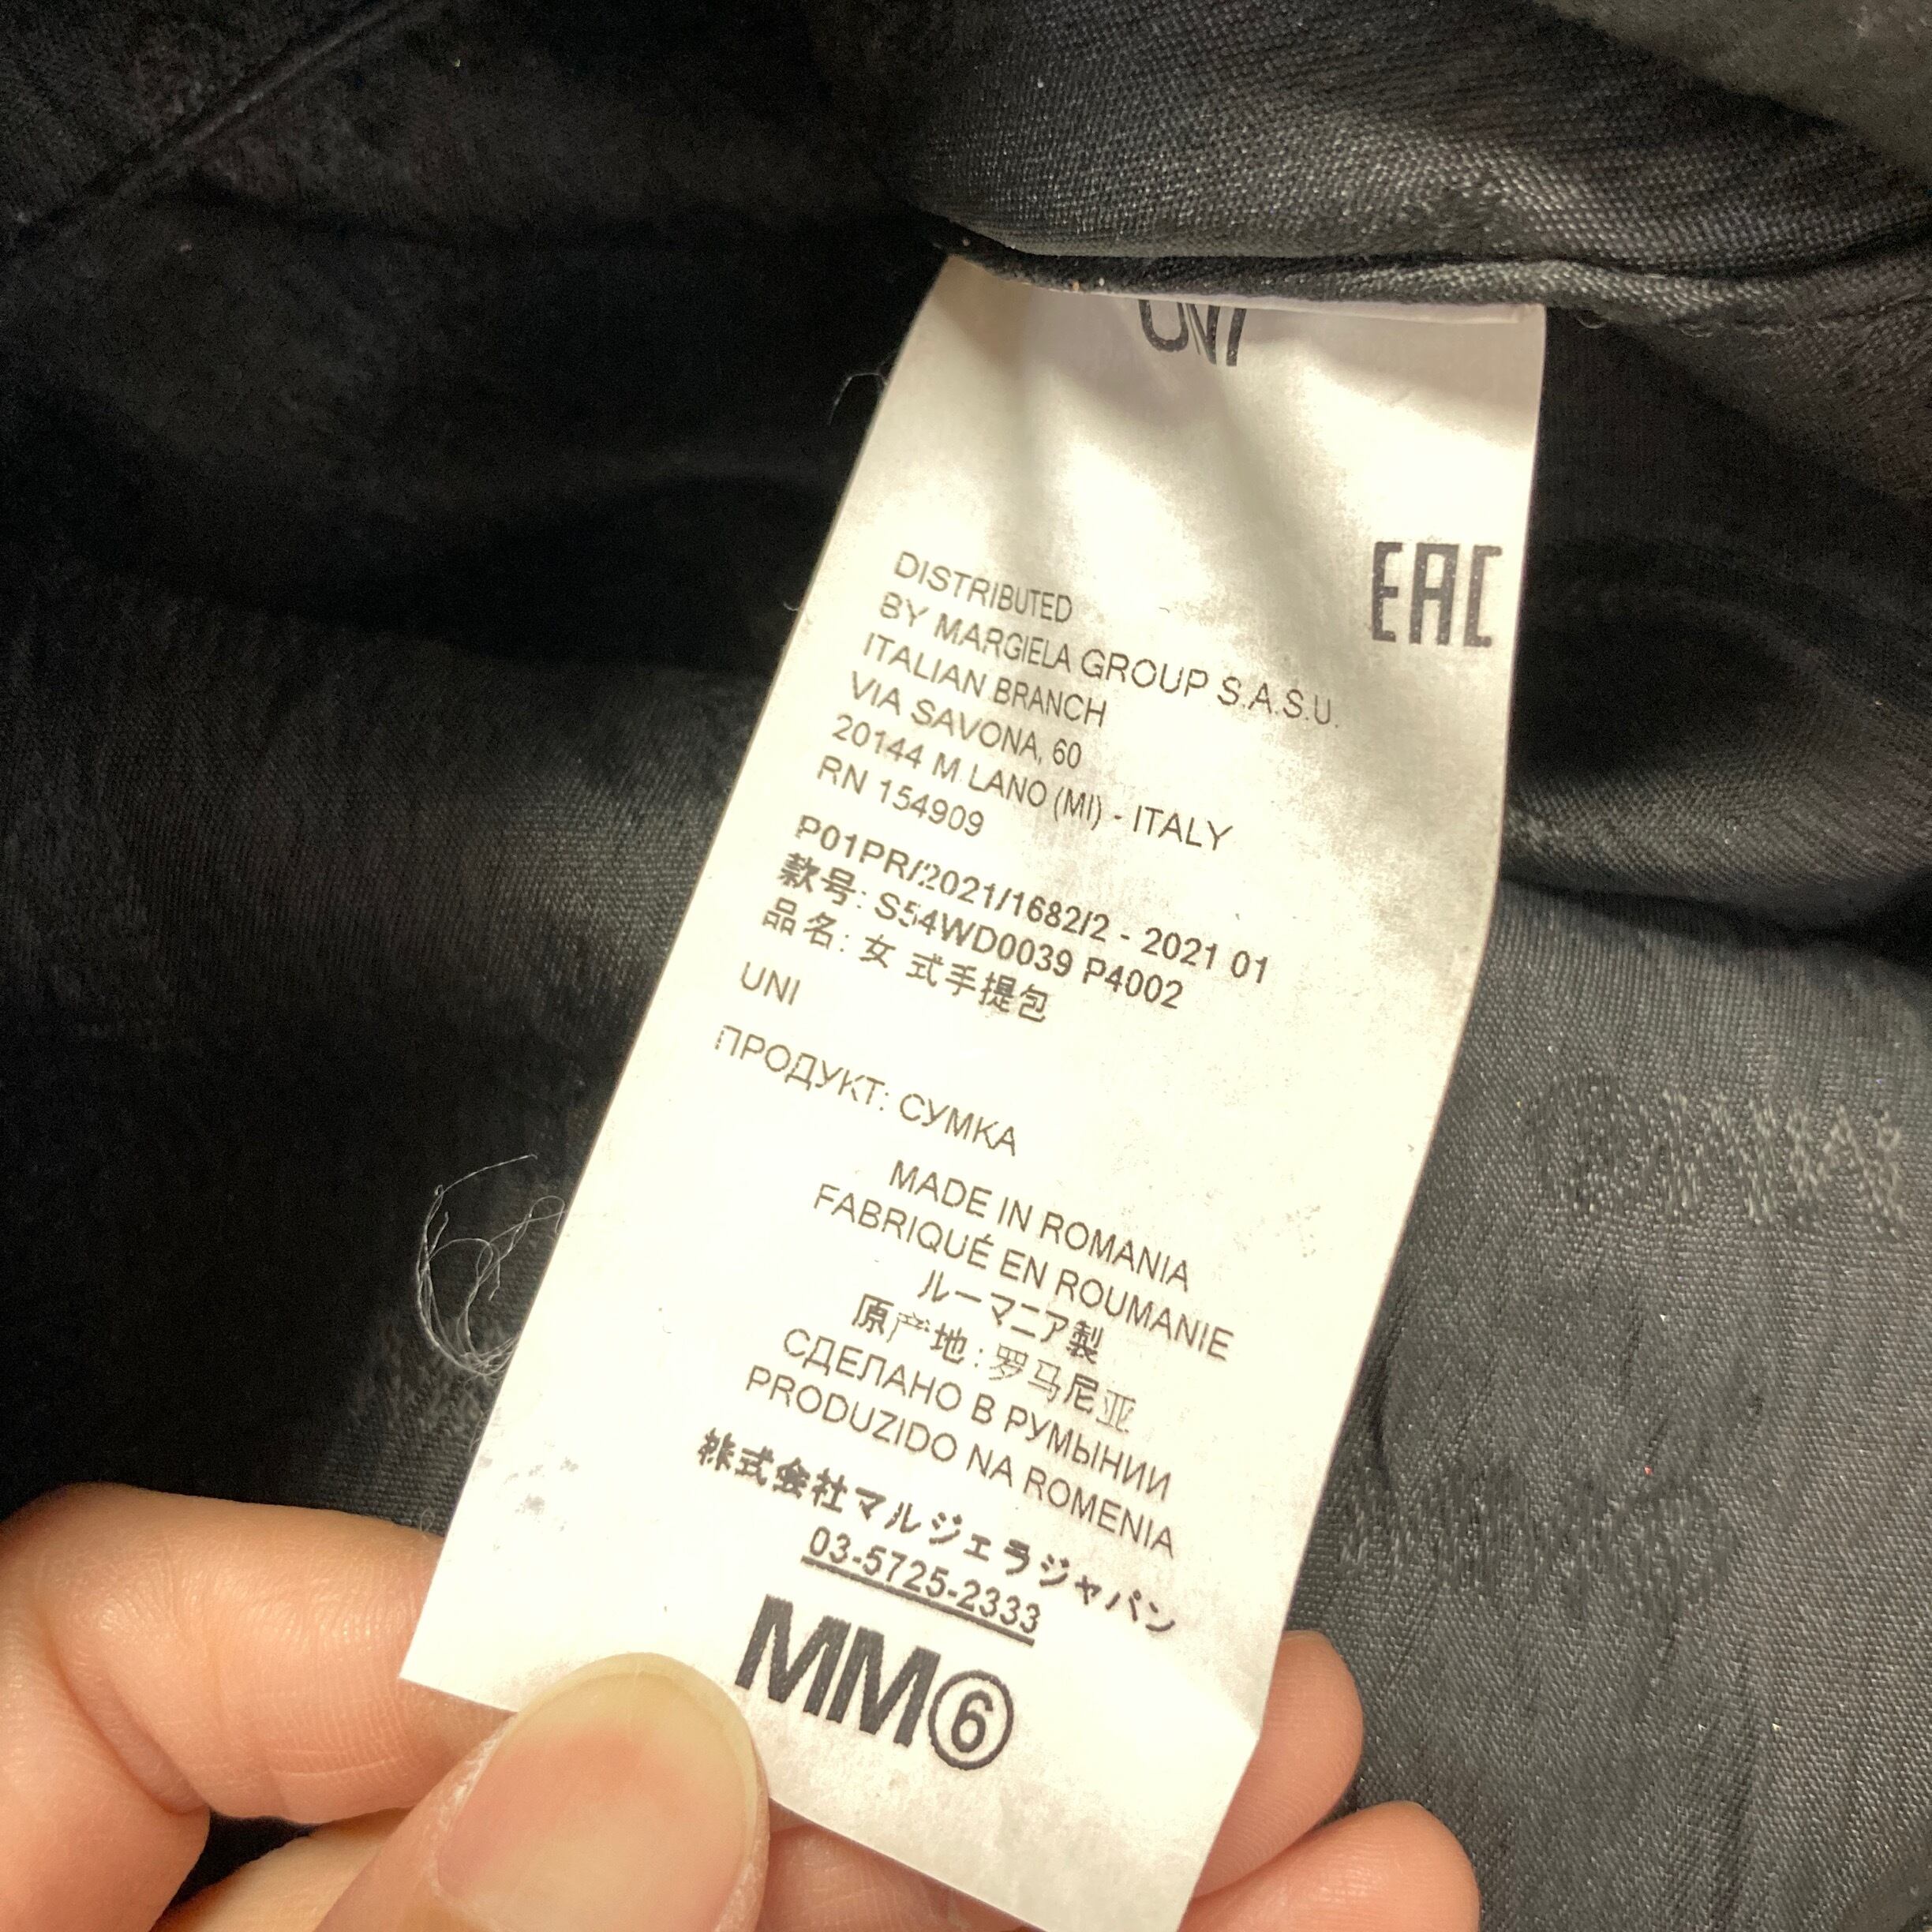 UNI
EAC
DISTRIBUTED
BY MARGIELA GROUP S.A.S.U.
ITALIAN BRANCH
VIA SAVONA, 60
20144 M LANO (MI) - ITALY
RN 154909
P01PR/2021/1682/2 - 2021 01
款号: S54WD0039 P4002
品名: 女 式手提包
UNI
ПРОДУКТ: СУМКА
MADE IN ROMANIA
FABRIQUÉ EN ROUMANIE
ルーマニア製
原产地: 罗马尼亚
СДЕЛАНО В РУМЫНИИ
PRODUZIDO NA ROMENIA
株式会社マルジェラジャパン
03-5725-2333
MM⑥